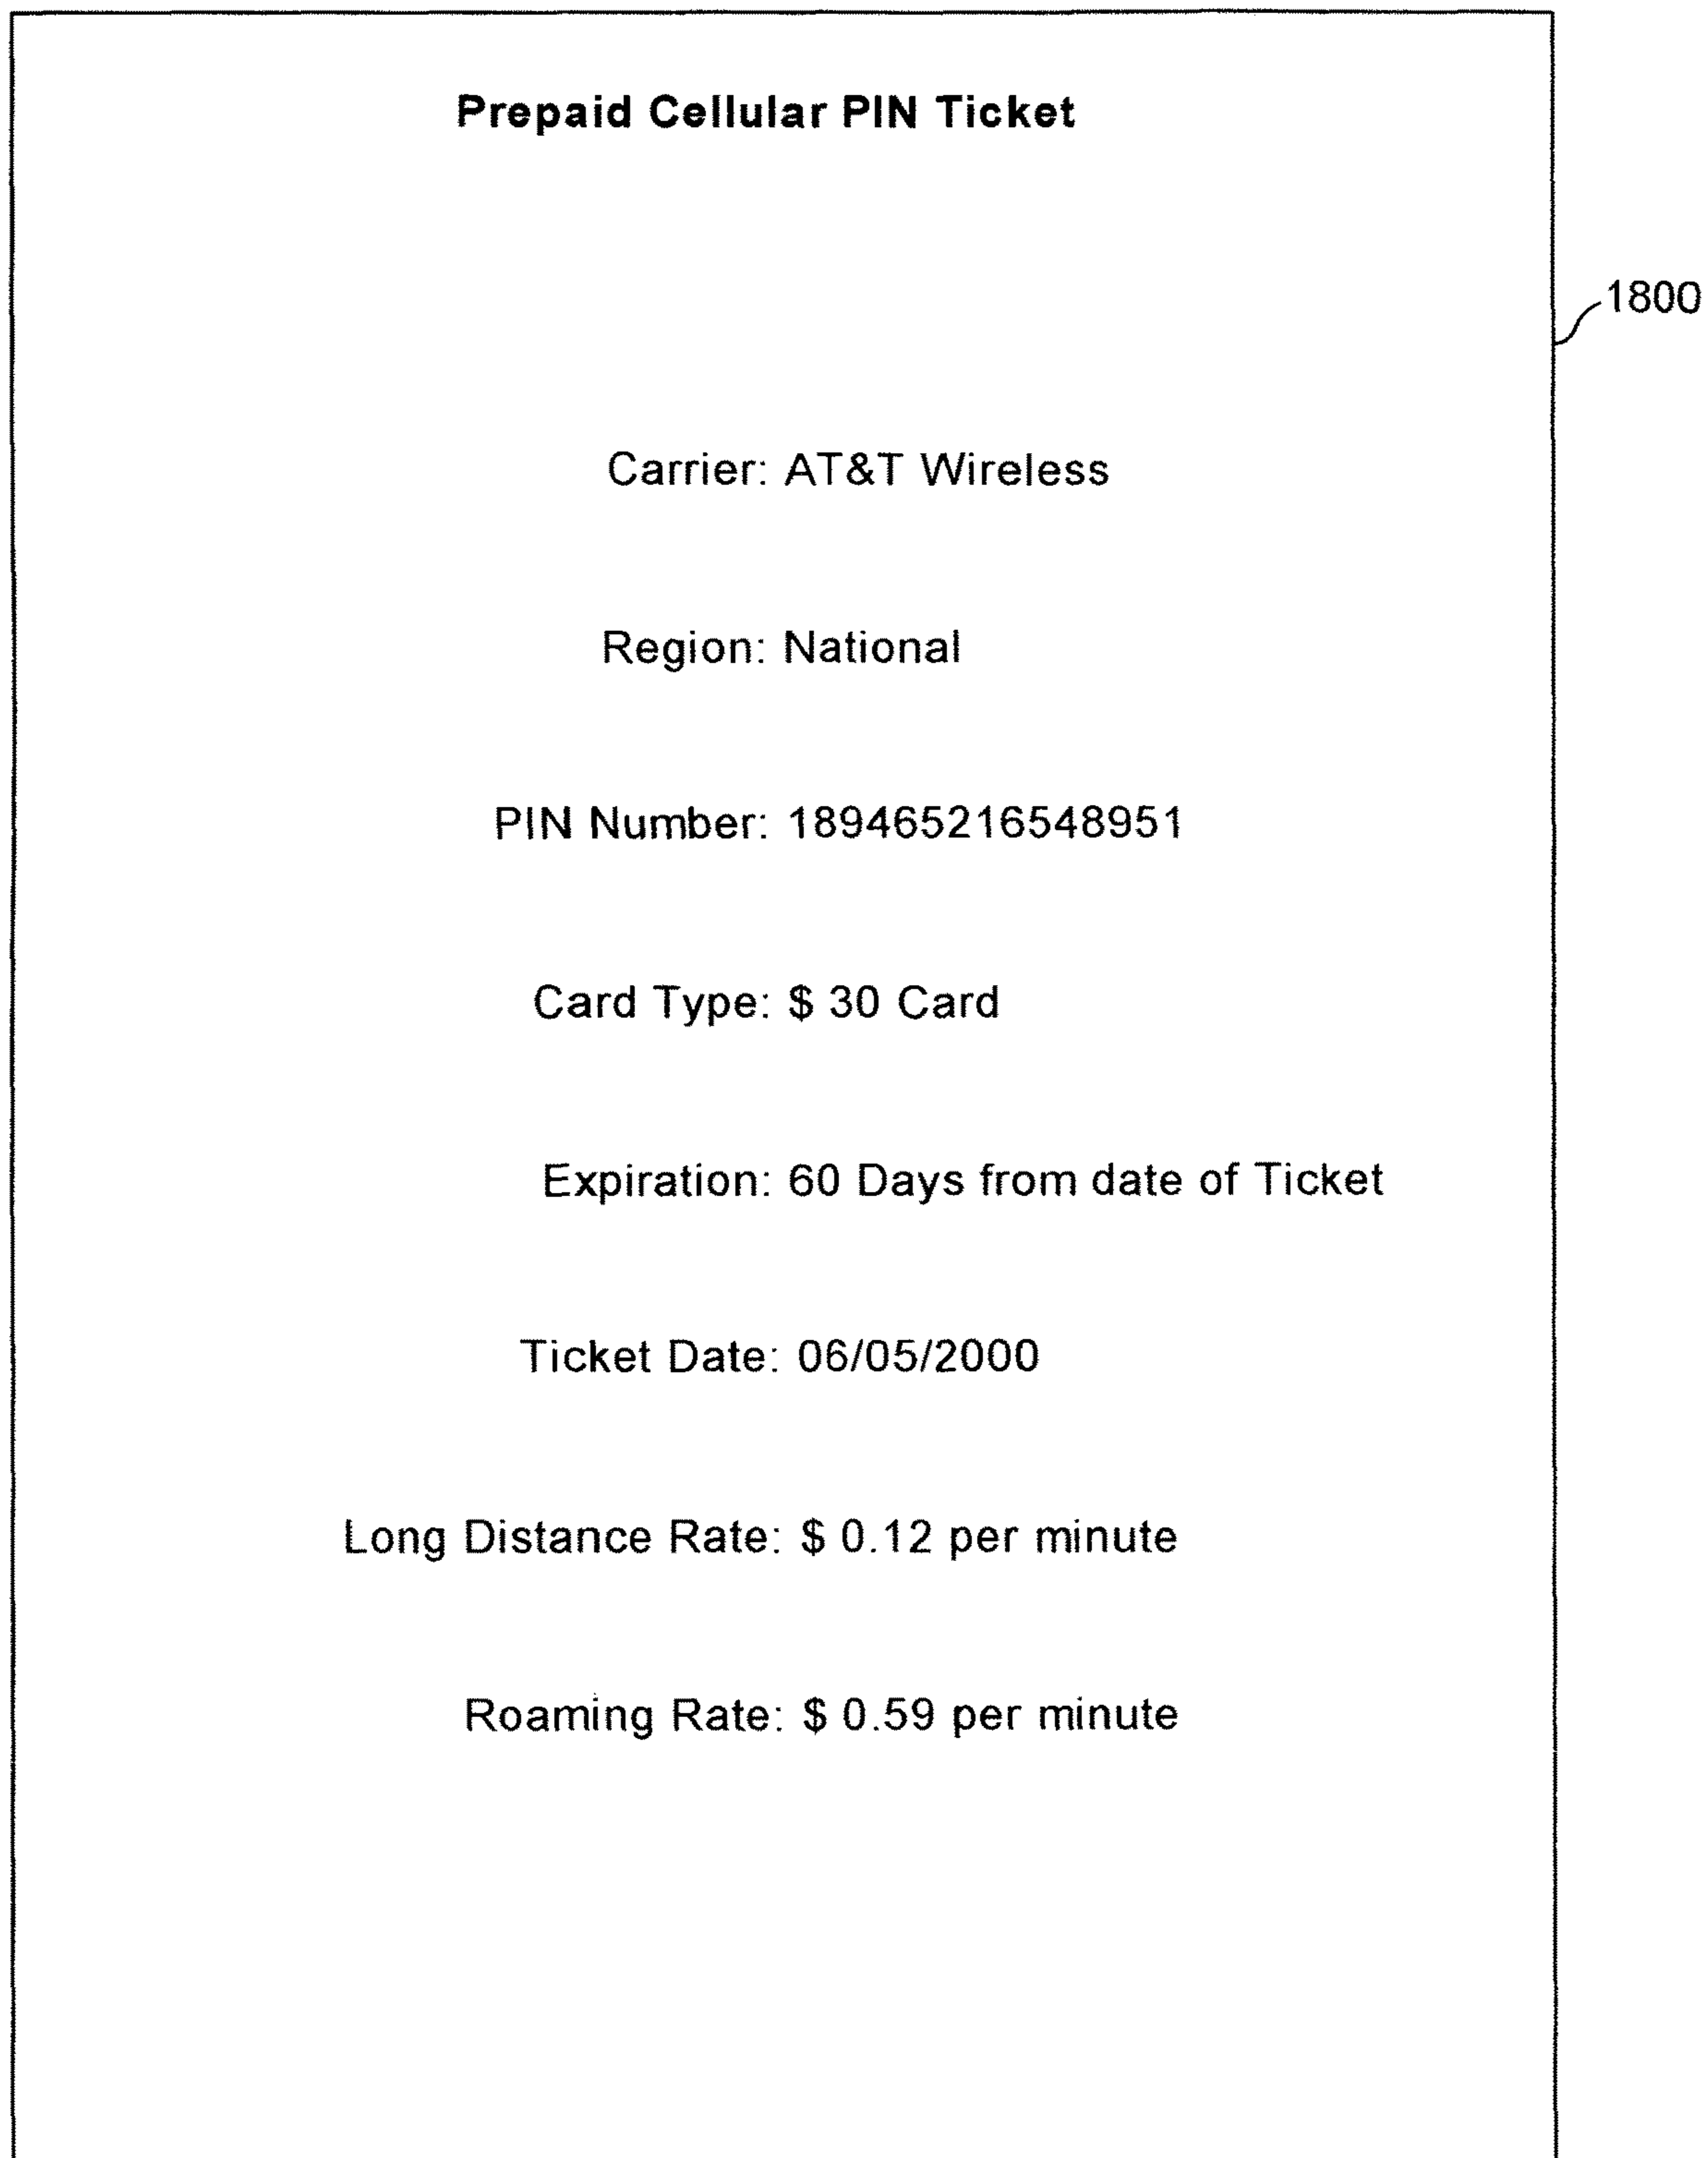 Prepaid Cellular PIN Ticket
1800
Carrier: AT&T Wireless
Region: National
PIN Number: 189465216548951
Card Type: $ 30 Card
Expiration: 60 Days from date of Ticket
Ticket Date: 06/05/2000
Long Distance Rate: $ 0.12 per minute
Roaming Rate: $ 0.59 per minute